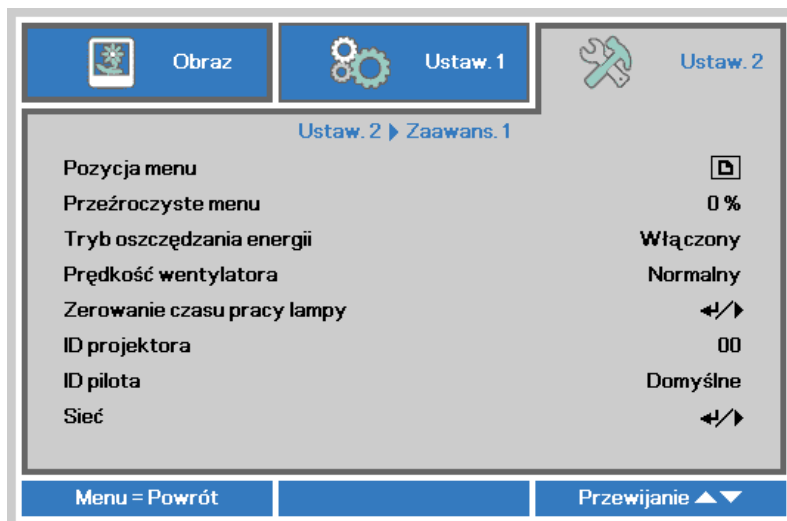 Obraz
Ustaw. 1
Ustaw. 2
Ustaw. 2 ▶ Zaawans. 1
Pozycja menu
Przeźroczyste menu 0 %
Tryb oszczędzania energii Włączony
Prędkość wentylatora Normalny
Zerowanie czasu pracy lampy ↵/▶
ID projektora 00
ID pilota Domyślne
Sieć ↵/▶
Menu = Powrót
Przewijanie ▲▼